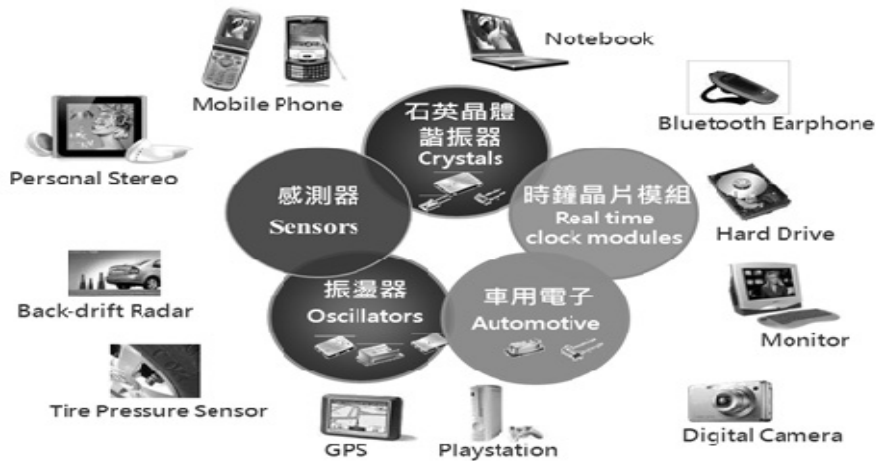 Notebook
Mobile Phone
石英晶體
諧振器
Crystals
Bluetooth Earphone
Personal Stereo
感測器
Sensors
時鐘晶片模組
Real time
clock modules
Hard Drive
Back-drift Radar
振盪器
Oscillators
車用電子
Automotive
Monitor
Tire Pressure Sensor
GPS
Playstation
Digital Camera